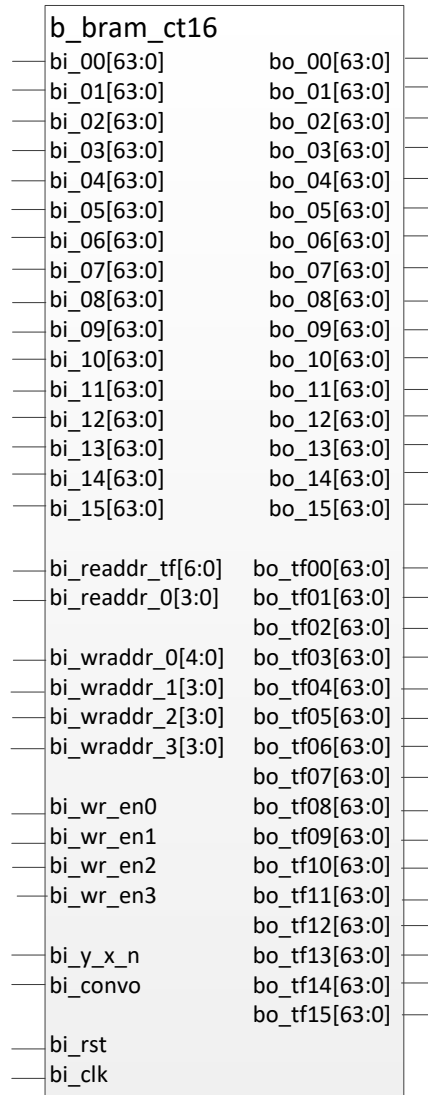 b_bram_ct16
bi_00[63:0] bo_00[63:0]
bi_01[63:0] bo_01[63:0]
bi_02[63:0] bo_02[63:0]
bi_03[63:0] bo_03[63:0]
bi_04[63:0] bo_04[63:0]
bi_05[63:0] bo_05[63:0]
bi_06[63:0] bo_06[63:0]
bi_07[63:0] bo_07[63:0]
bi_08[63:0] bo_08[63:0]
bi_09[63:0] bo_09[63:0]
bi_10[63:0] bo_10[63:0]
bi_11[63:0] bo_11[63:0]
bi_12[63:0] bo_12[63:0]
bi_13[63:0] bo_13[63:0]
bi_14[63:0] bo_14[63:0]
bi_15[63:0] bo_15[63:0]
bi_readdr_tf[6:0] bo_tf00[63:0]
bi_readdr_0[3:0] bo_tf01[63:0]
bo_tf02[63:0]
bi_wraddr_0[4:0] bo_tf03[63:0]
bi_wraddr_1[3:0] bo_tf04[63:0]
bi_wraddr_2[3:0] bo_tf05[63:0]
bi_wraddr_3[3:0] bo_tf06[63:0]
bo_tf07[63:0]
bi_wr_en0 bo_tf08[63:0]
bi_wr_en1 bo_tf09[63:0]
bi_wr_en2 bo_tf10[63:0]
bi_wr_en3 bo_tf11[63:0]
bo_tf12[63:0]
bi_y_x_n bo_tf13[63:0]
bi_convo bo_tf14[63:0]
bo_tf15[63:0]
bi_rst
bi_clk